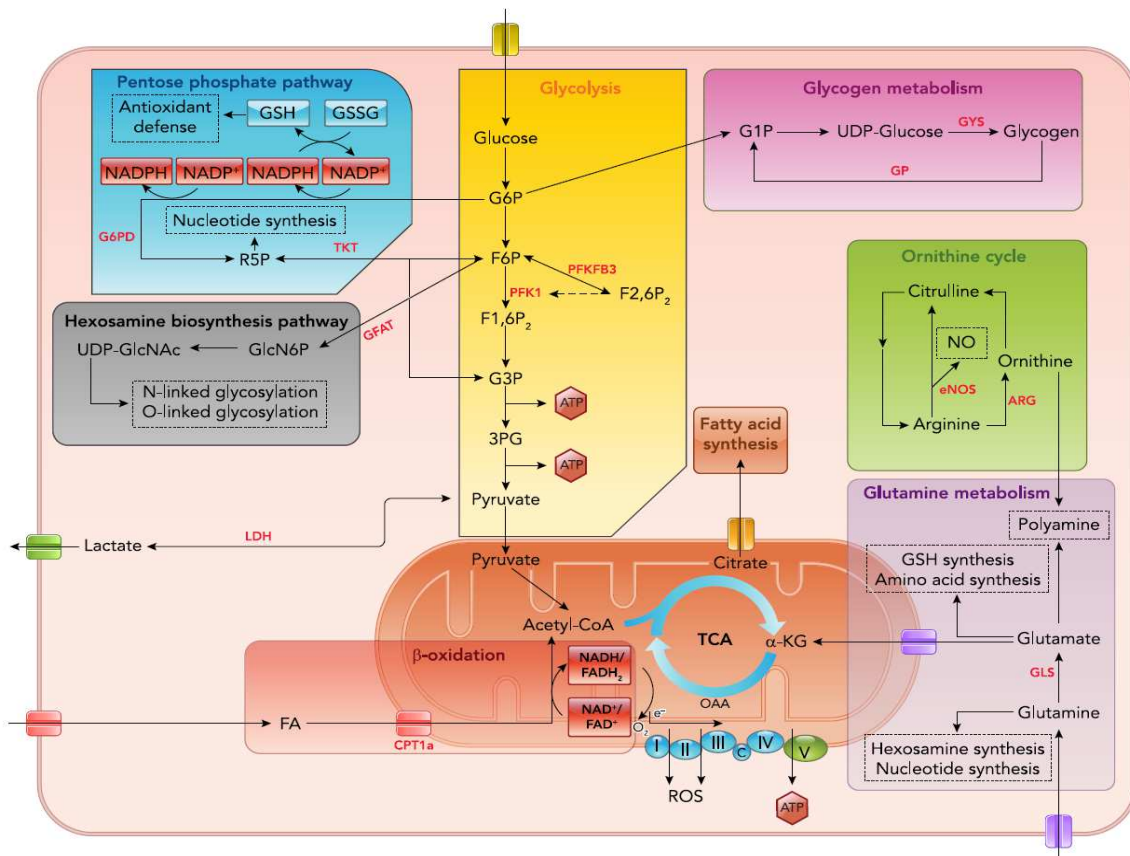 Pentose phosphate pathway
Antioxidant
defense
GSH
GSSG
NADPH
NADP⁺
NADPH
NADP⁺
Nucleotide synthesis
G6PD
R5P
TKT
Hexosamine biosynthesis pathway
UDP-GlcNAc
GlcN6P
GFAT
N-linked glycosylation
O-linked glycosylation
Glycolysis
Glucose
G6P
F6P
PFKFB3
PFK1
F2,6P₂
F1,6P₂
G3P
ATP
3PG
ATP
Pyruvate
Glycogen metabolism
G1P
UDP-Glucose
GYS
Glycogen
GP
Ornithine cycle
Citrulline
NO
Ornithine
eNOS
ARG
Arginine
Fatty acid
synthesis
Glutamine metabolism
Polyamine
GSH synthesis
Amino acid synthesis
Glutamate
GLS
Glutamine
Hexosamine synthesis
Nucleotide synthesis
Lactate
LDH
Pyruvate
Citrate
Acetyl-CoA
TCA
α-KG
OAA
β-oxidation
NADH/
FADH₂
NAD⁺/
FAD⁺
FA
CPT1a
O₂
e⁻
I
II
III
C
IV
V
ROS
ATP